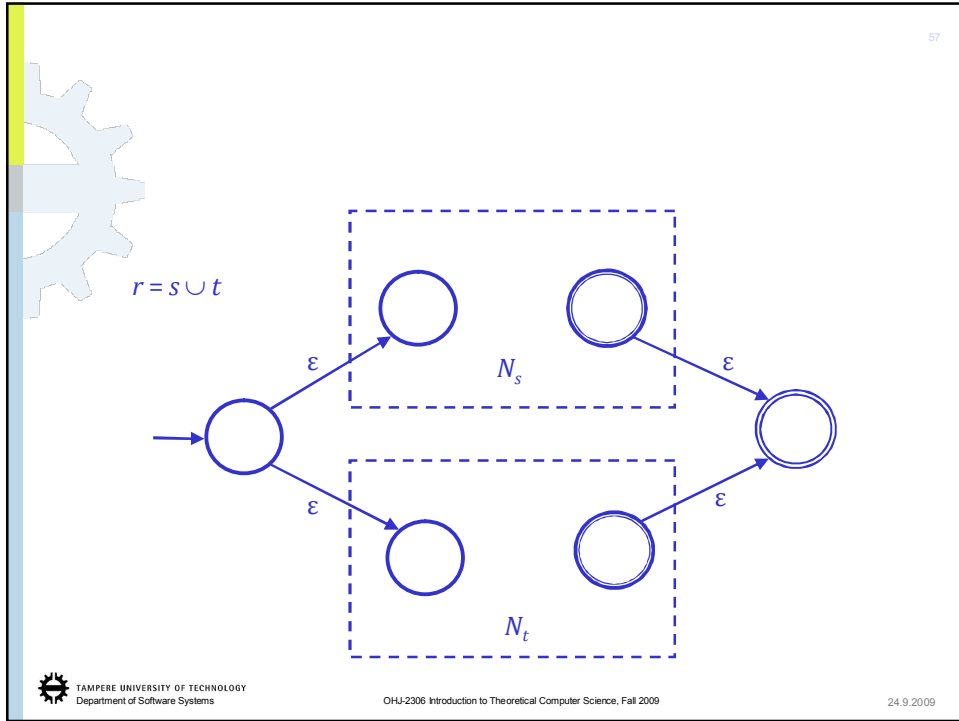 57
r = s ∪ t
ε
ε
N_s
ε
ε
N_t
TAMPERE UNIVERSITY OF TECHNOLOGY
Department of Software Systems
OHJ-2306 Introduction to Theoretical Computer Science, Fall 2009
24.9.2009